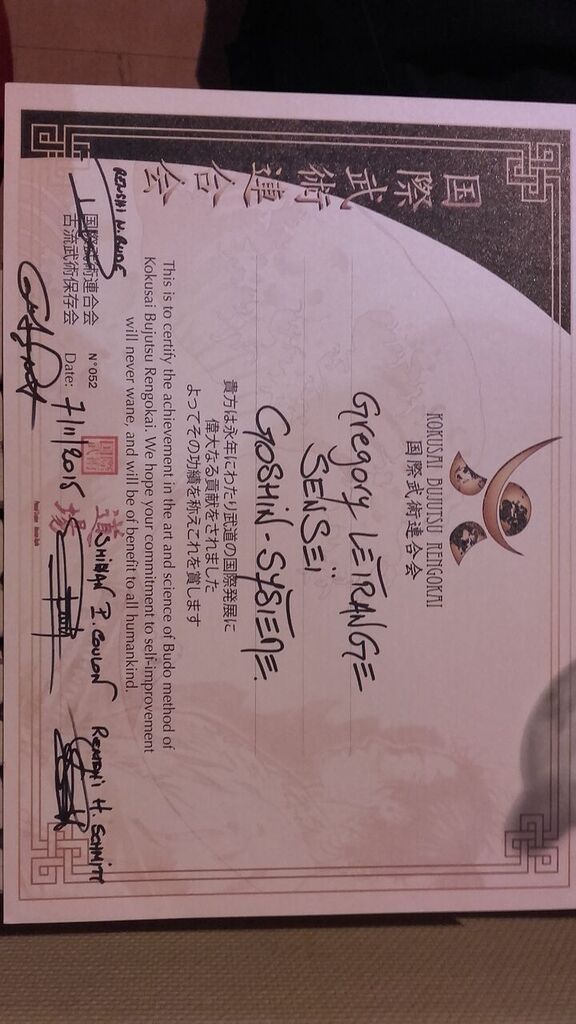 国際武術連合会
KOKUSAI BUJUTSU RENGOKAI
国際武術連合会
Gregory LETRANGE
SENSEÏ
GOSHIN-SYSTEME.
貴方は永年にわたり武道の国際発展に
偉大なる貢献をされました
よってその功績を称えこれを賞します
This is to certify the achievement in the art and science of Budo method of
Kokusai Bujutsu Rengokai. We hope your commitment to self-improvement
will never wane, and will be of benefit to all humankind.
国際武術連合会
古流武術保存会
N°052
Date: 7/11/2015
道場
SHIHAN P. COULON
RENSHI H. SCHMITT